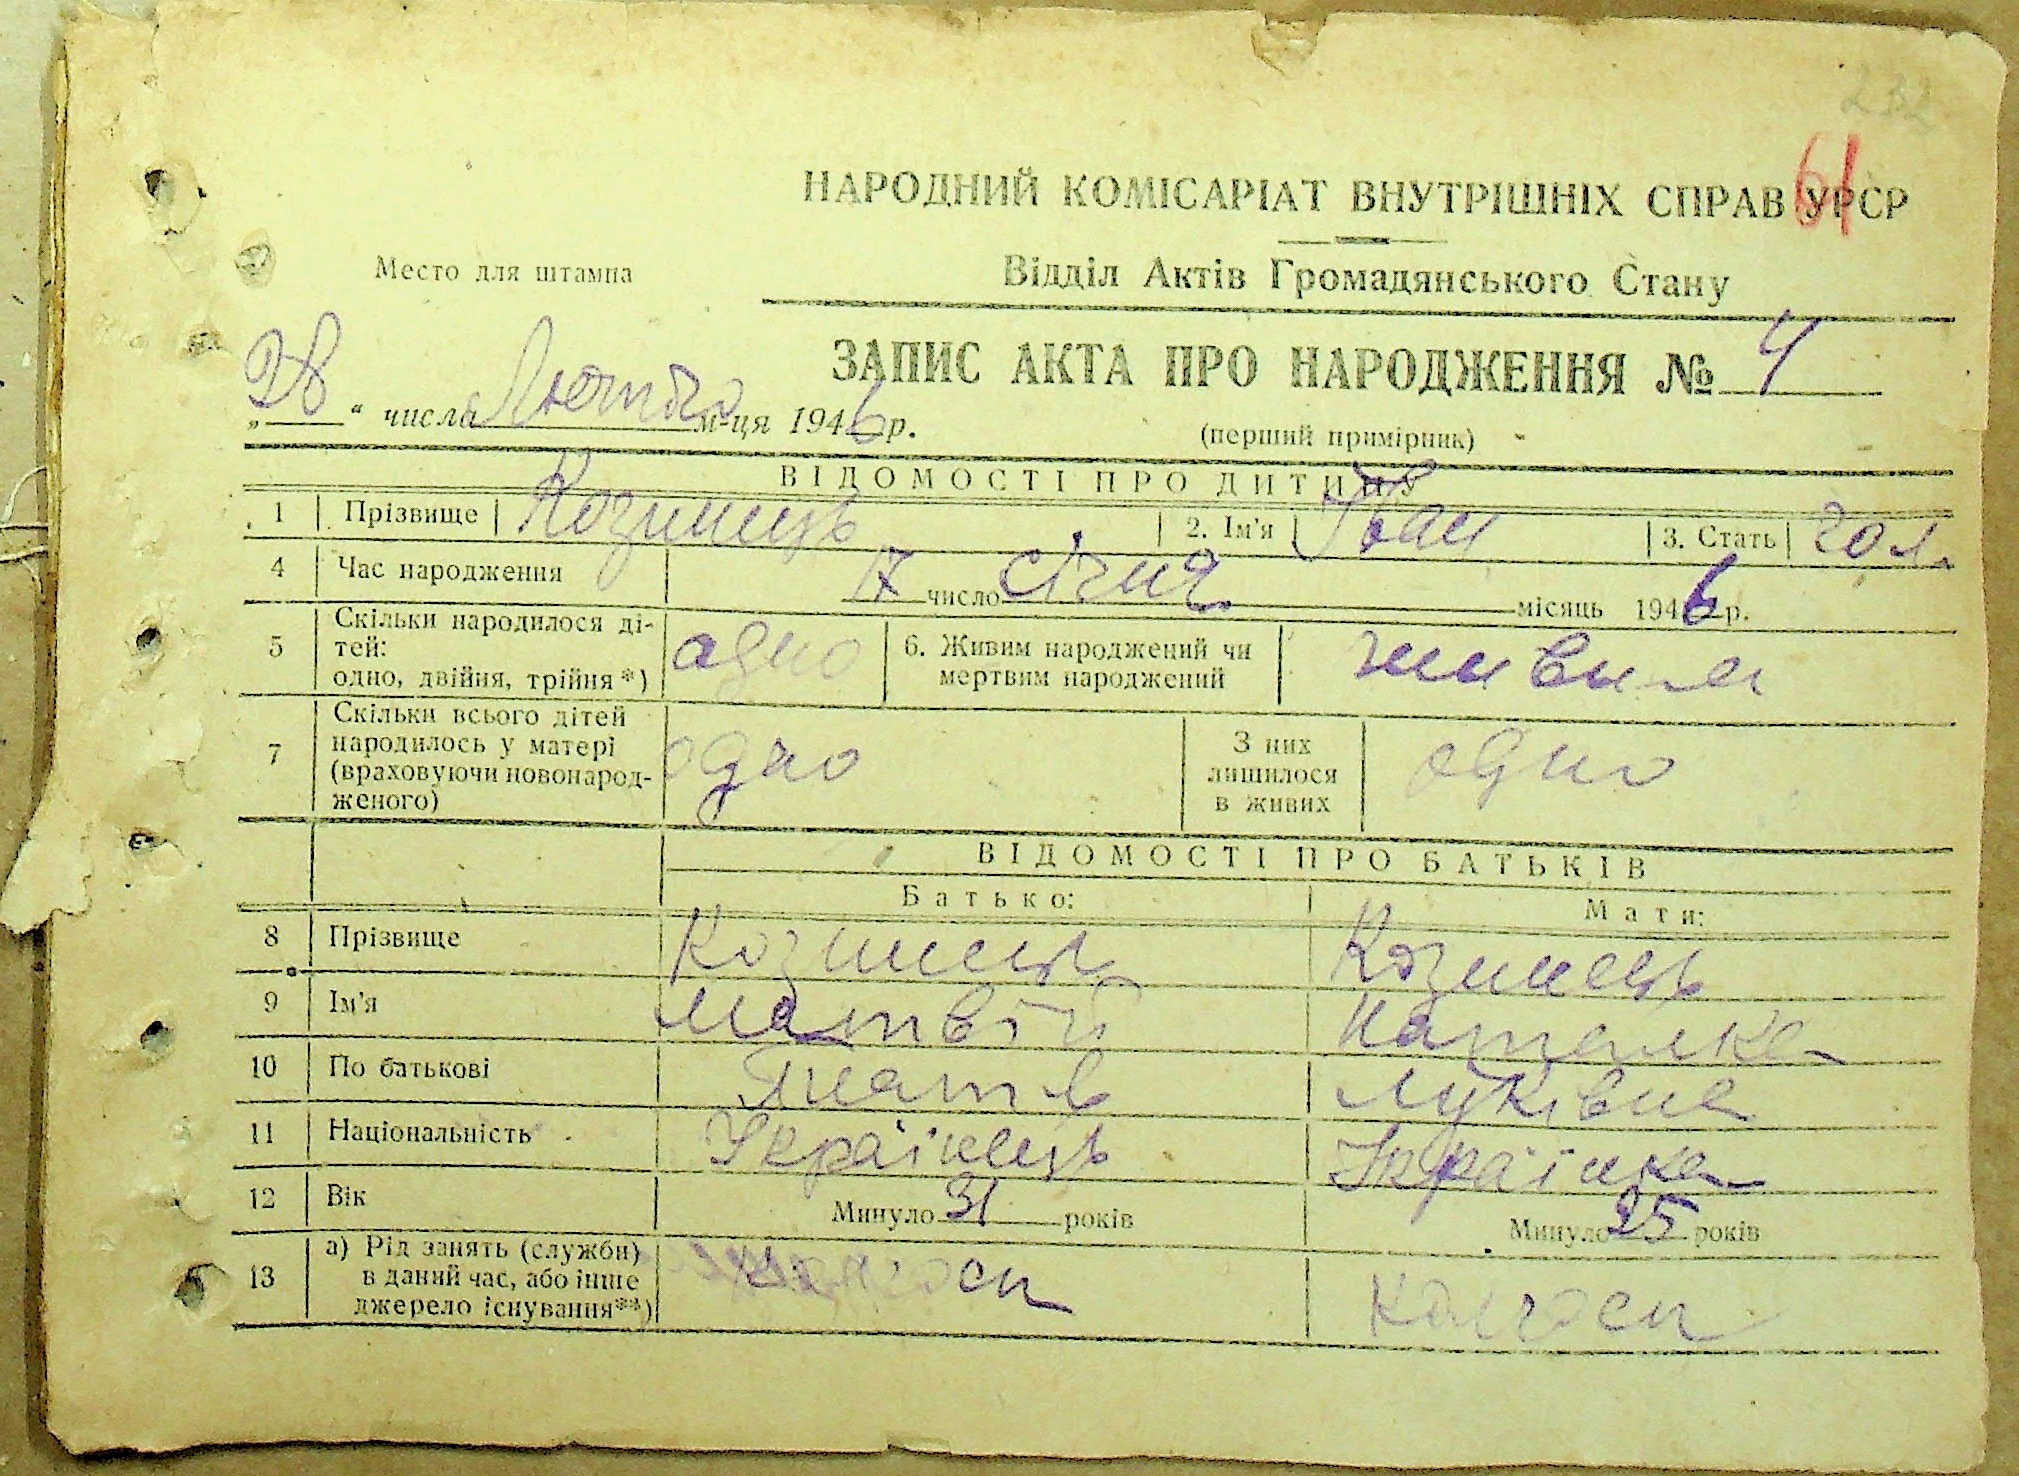 232
61
НАРОДНИЙ КОМІСАРІАТ ВНУТРІШНІХ СПРАВ УРСР
Место для штампа
Відділ Актів Громадянського Стану
ЗАПИС АКТА ПРО НАРОДЖЕННЯ № 4
„28“ числа Лютого м-ця 1946 р.
(перший примірник)
ВІДОМОСТІ ПРО ДИТИНУ
1 Прізвище Козинець 2. Ім'я Іван 3. Стать чол.
4 Час народження 17 число січня місяць 1946 р.
5 Скільки народилося дітей: одно, двійня, трійня*) одно 6. Живим народжений чи мертвим народжений живим
7 Скільки всього дітей народилось у матері (враховуючи новонародженого) одно З них лишилося в живих одно
ВІДОМОСТІ ПРО БАТЬКІВ
Батько: Мати:
8 Прізвище Козинець Козинець
9 Ім'я Матвій Наталка
10 По батькові Гнатів Луківна
11 Національність Українець Українка
12 Вік Минуло 31 років Минуло 25 років
13 а) Рід занять (служби) в даний час, або інше джерело існування**) колгосп Колгосп